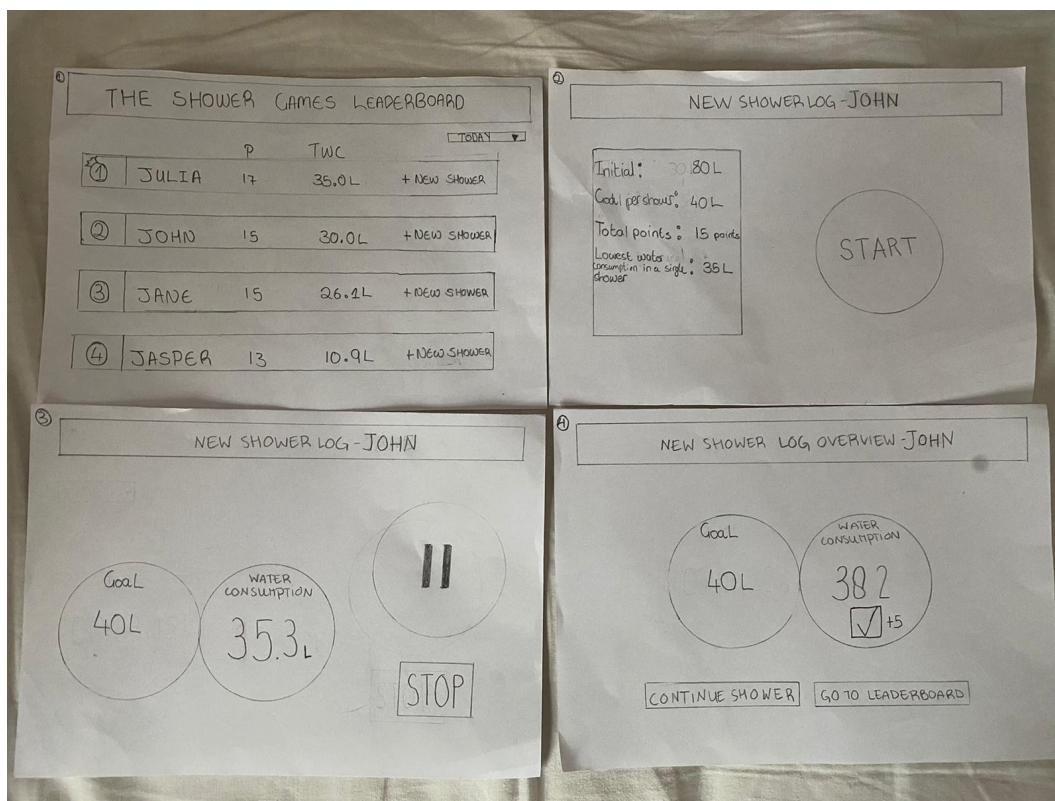 1
THE SHOWER GAMES LEADERBOARD
TODAY ▼
P TWC
1 JULIA 17 35.0L + NEW SHOWER
2 JOHN 15 30.0L + NEW SHOWER
3 JANE 15 26.1L + NEW SHOWER
4 JASPER 13 10.9L + NEW SHOWER
2
NEW SHOWER LOG - JOHN
Initial: 80L
Goal per shower: 40L
Total points: 15 points
Lowest water
consumption in a single: 35L
shower
START
3
NEW SHOWER LOG - JOHN
GOAL
40L
WATER
CONSUMPTION
35.3L
STOP
4
NEW SHOWER LOG OVERVIEW - JOHN
GOAL
40L
WATER
CONSUMPTION
38 2
+5
CONTINUE SHOWER
GO TO LEADERBOARD